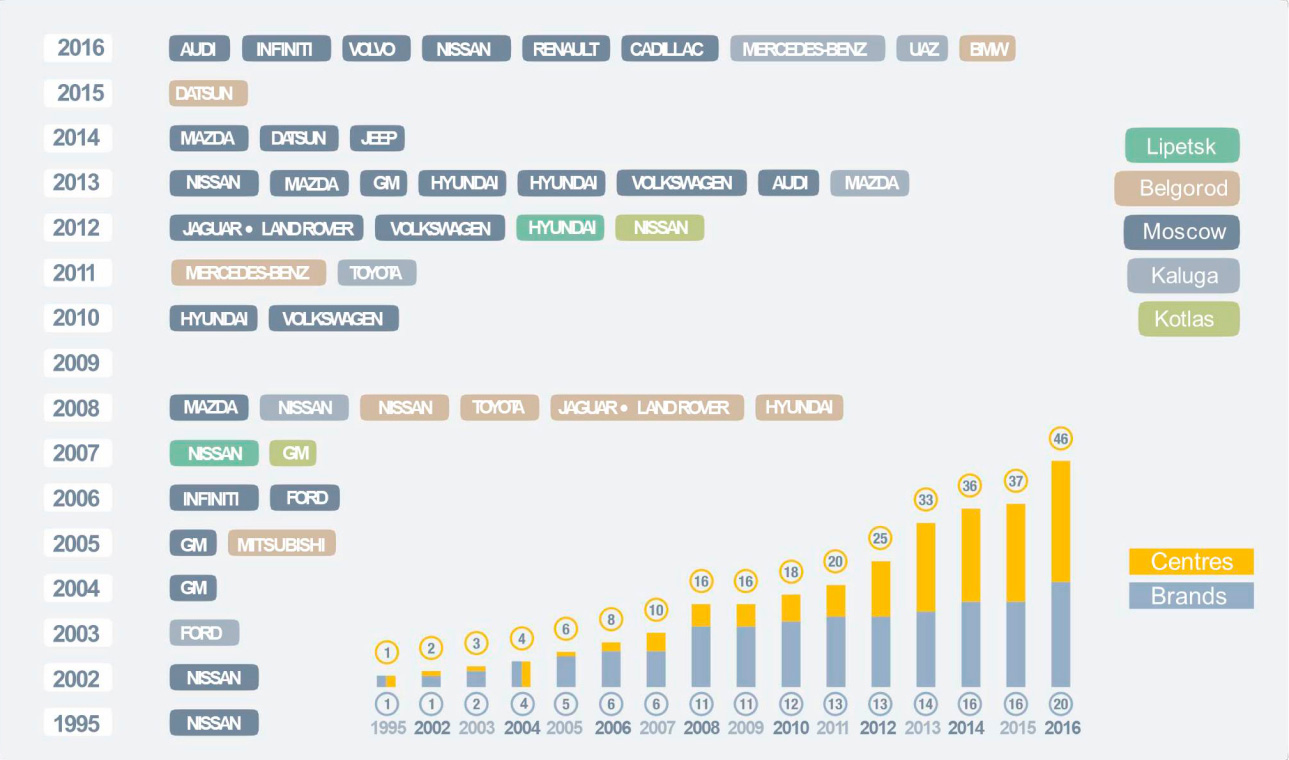 2016 AUDI INFINITI VOLVO NISSAN RENAULT CADILLAC MERCEDES-BENZ UAZ BMW
2015 DATSUN
2014 MAZDA DATSUN JEEP
2013 NISSAN MAZDA GM HYUNDAI HYUNDAI VOLKSWAGEN AUDI MAZDA
2012 JAGUAR • LAND ROVER VOLKSWAGEN HYUNDAI NISSAN
2011 MERCEDES-BENZ TOYOTA
2010 HYUNDAI VOLKSWAGEN
2009
2008 MAZDA NISSAN NISSAN TOYOTA JAGUAR • LAND ROVER HYUNDAI
2007 NISSAN GM
2006 INFINITI FORD
2005 GM MITSUBISHI
2004 GM
2003 FORD
2002 NISSAN
1995 NISSAN
Lipetsk
Belgorod
Moscow
Kaluga
Kotlas
1 2 3 4 6 8 10 16 16 18 20 25 33 36 37 46
1 1 2 4 5 6 6 11 11 12 13 13 14 16 16 20
1995 2002 2003 2004 2005 2006 2007 2008 2009 2010 2011 2012 2013 2014 2015 2016
Centres
Brands